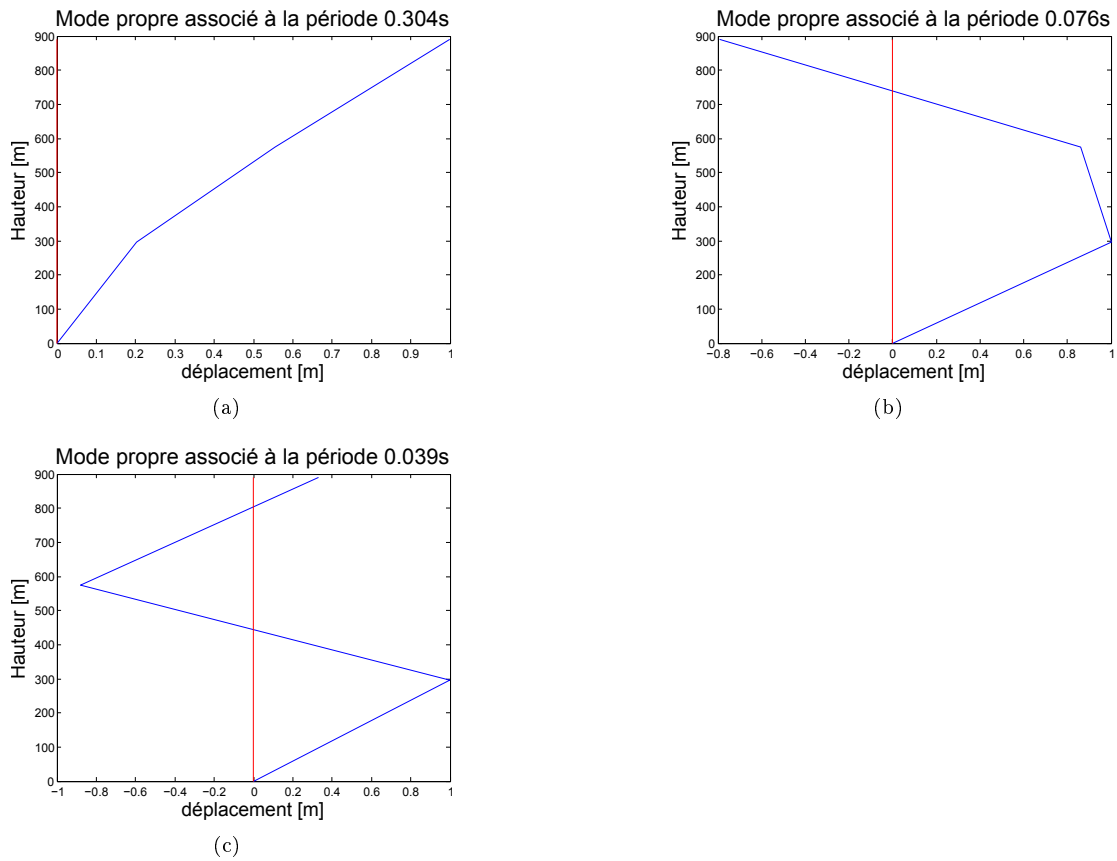 Mode propre associé à la période 0.304s
900
800
700
600
500
400
300
200
100
0
Hauteur [m]
0 0.1 0.2 0.3 0.4 0.5 0.6 0.7 0.8 0.9 1
déplacement [m]
(a)
Mode propre associé à la période 0.076s
900
800
700
600
500
400
300
200
100
0
Hauteur [m]
−0.8 −0.6 −0.4 −0.2 0 0.2 0.4 0.6 0.8 1
déplacement [m]
(b)
Mode propre associé à la période 0.039s
900
800
700
600
500
400
300
200
100
0
Hauteur [m]
−1 −0.8 −0.6 −0.4 −0.2 0 0.2 0.4 0.6 0.8 1
déplacement [m]
(c)